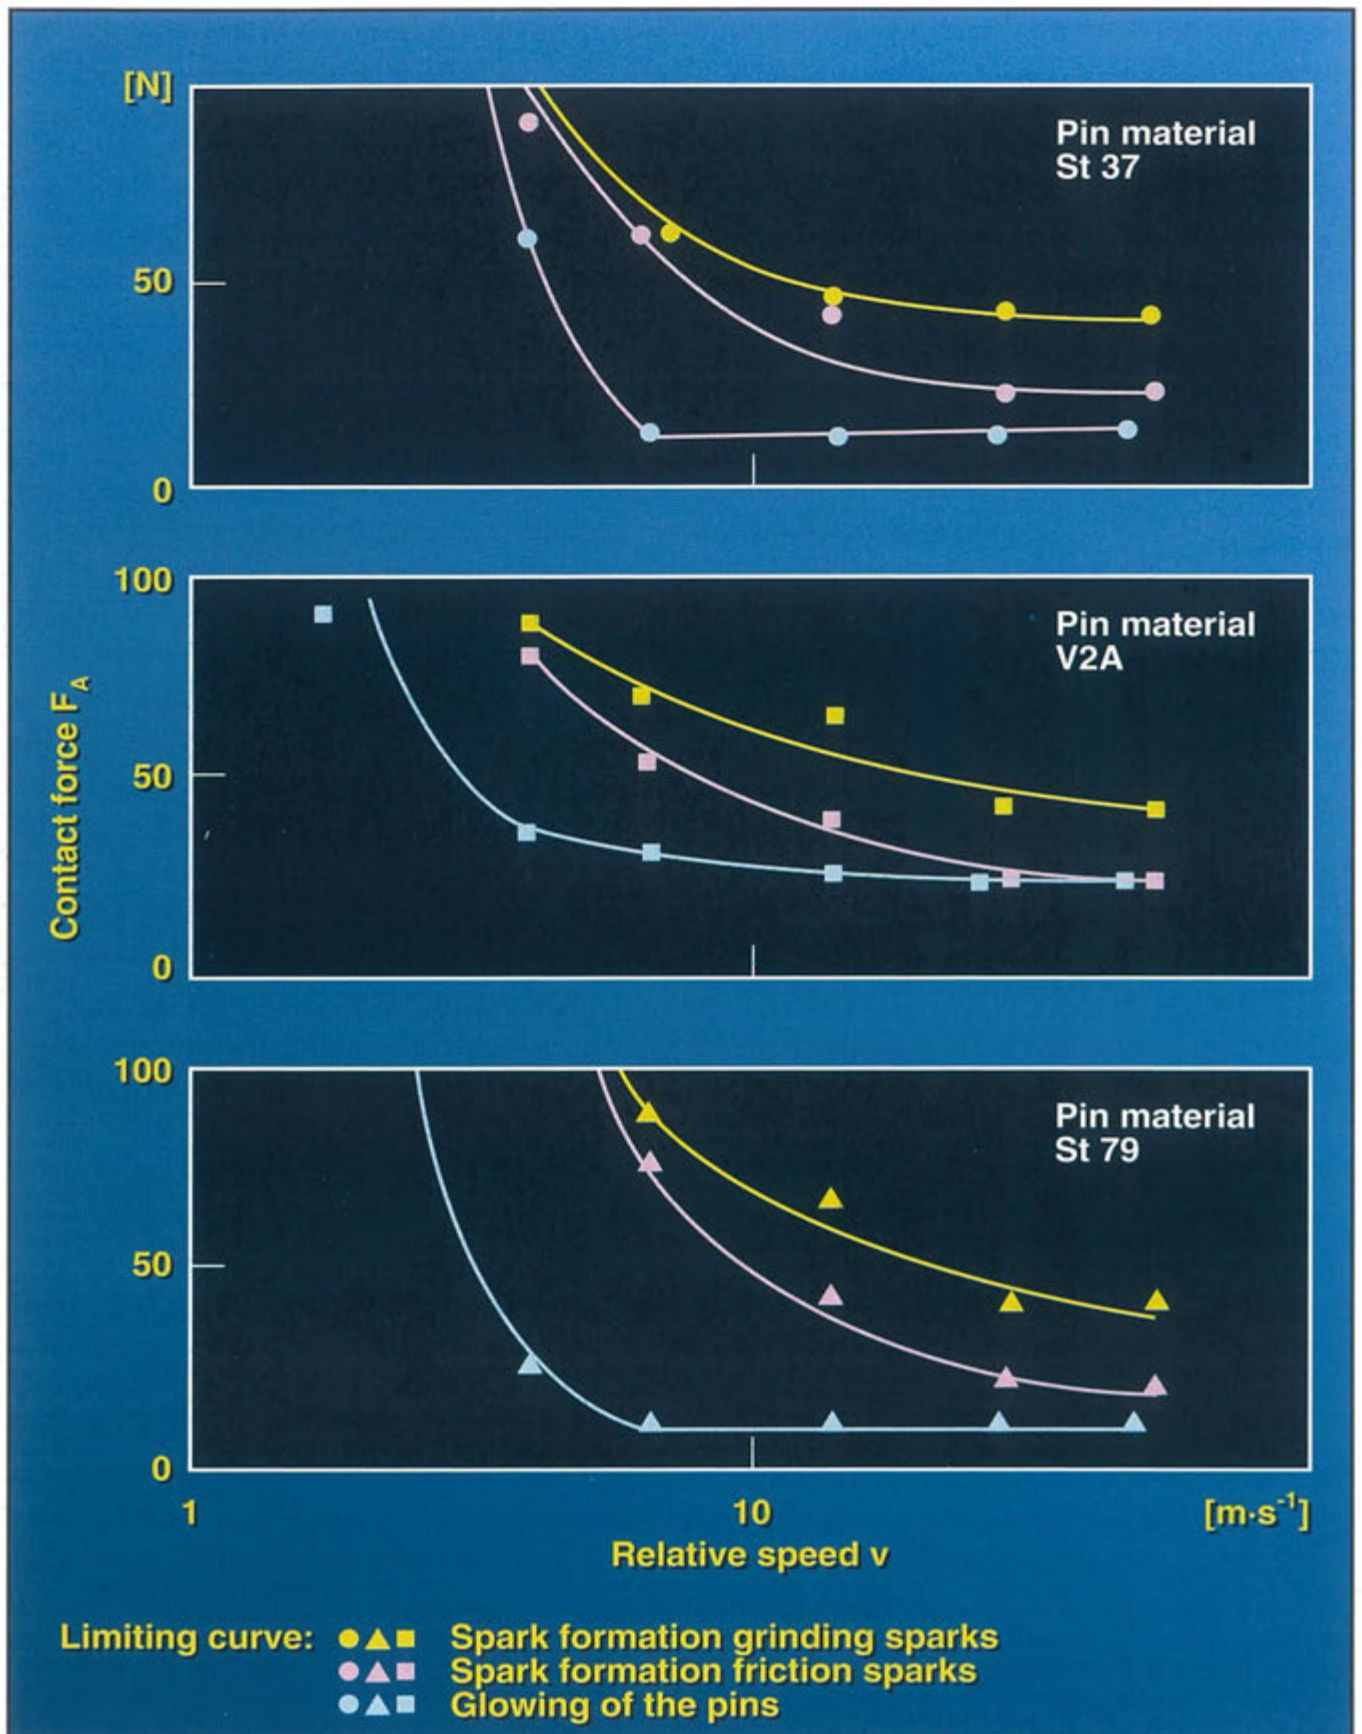 [N]
Pin material
St 37
50
0
100
Pin material
V2A
50
0
Contact force F_A
100
Pin material
St 79
50
0
1
10
[m·s⁻¹]
Relative speed v
Limiting curve:
Spark formation grinding sparks
Spark formation friction sparks
Glowing of the pins